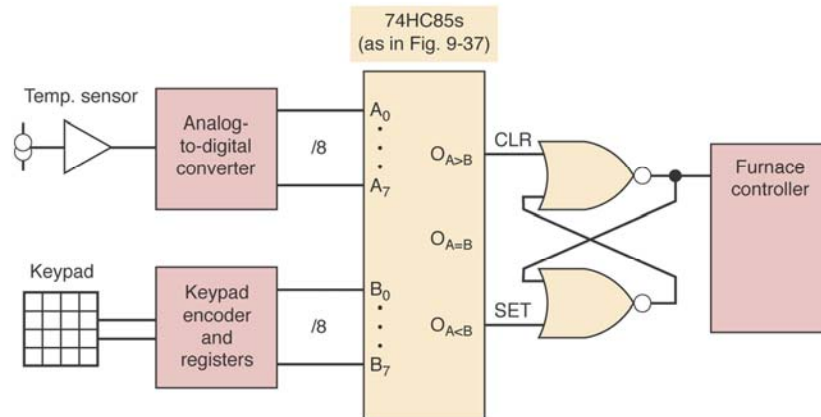 74HC85s
(as in Fig. 9-37)
Temp. sensor
Analog-
to-digital
converter
/8
A0
A7
OA>B
OA=B
OA<B
CLR
SET
Furnace
controller
Keypad
Keypad
encoder
and
registers
/8
B0
B7